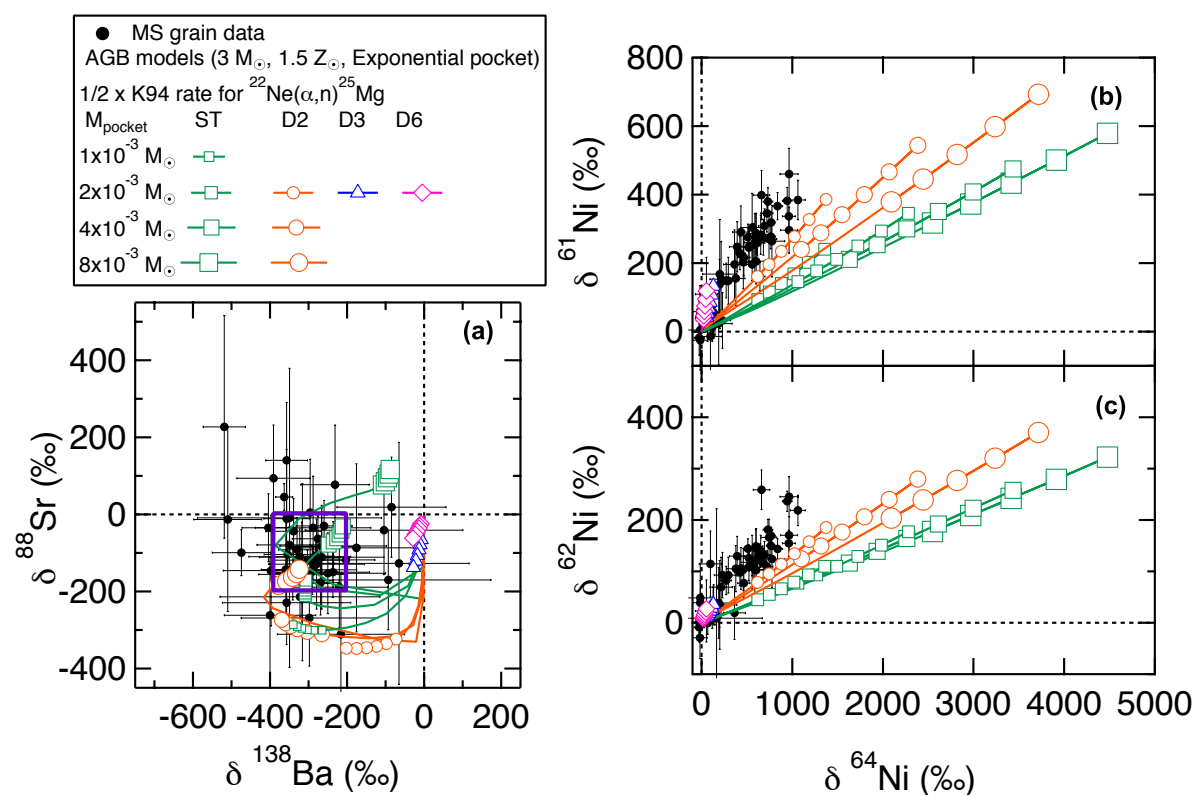 MS grain data
AGB models (3 M☉, 1.5 Z☉, Exponential pocket)
1/2 x K94 rate for ²²Ne(α,n)²⁵Mg
M_pocket ST D2 D3 D6
1x10⁻³ M☉
2x10⁻³ M☉
4x10⁻³ M☉
8x10⁻³ M☉
(a)
400
200
0
-200
-400
δ ⁸⁸Sr (‰)
-600 -400 -200 0 200
δ ¹³⁸Ba (‰)
(b)
800
600
400
200
0
δ ⁶¹Ni (‰)
(c)
400
200
0
δ ⁶²Ni (‰)
0 1000 2000 3000 4000 5000
δ ⁶⁴Ni (‰)